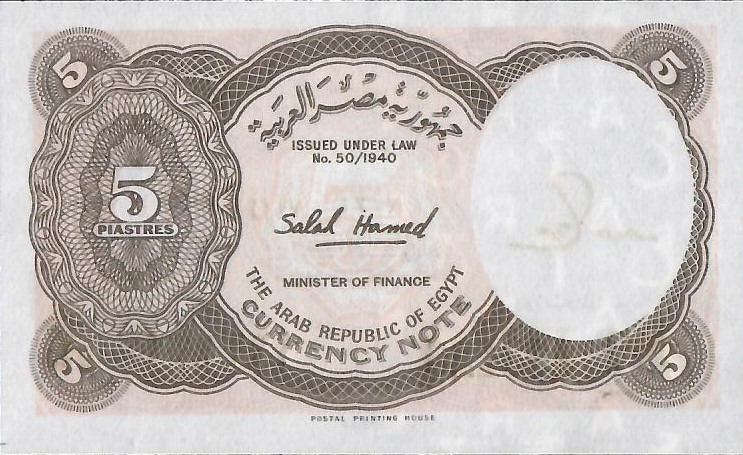 5 5
جمهورية مصر العربية
ISSUED UNDER LAW
No. 50/1940
5
PIASTRES
Salah Hamed
MINISTER OF FINANCE
THE ARAB REPUBLIC OF EGYPT
CURRENCY NOTE
5 5
POSTAL PRINTING HOUSE